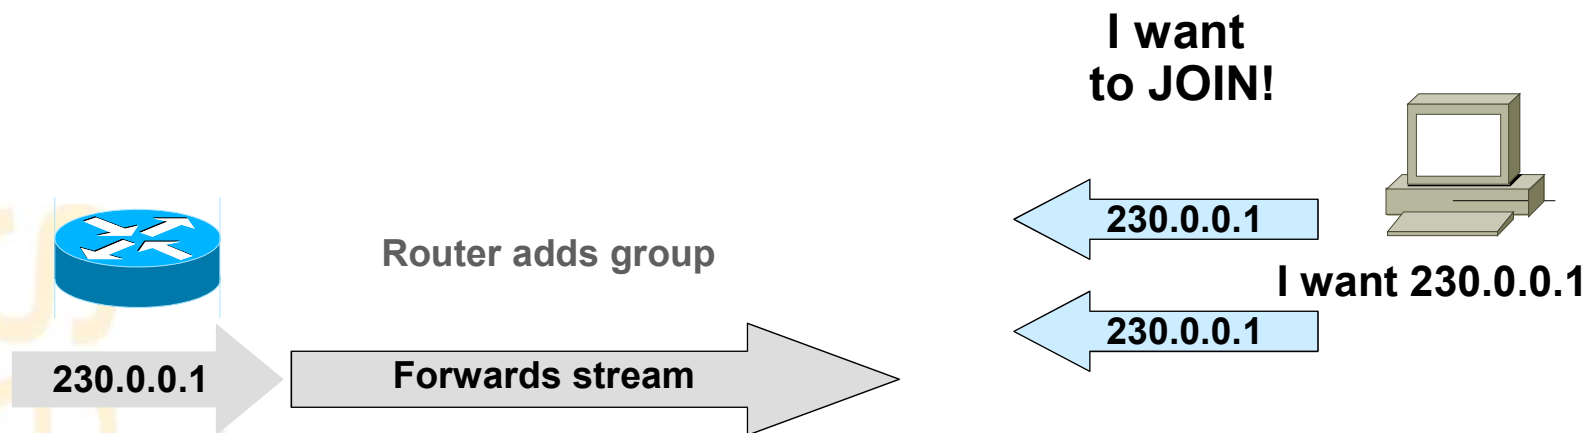 I want
to JOIN!
230.0.0.1
Router adds group
I want 230.0.0.1
230.0.0.1
230.0.0.1
Forwards stream